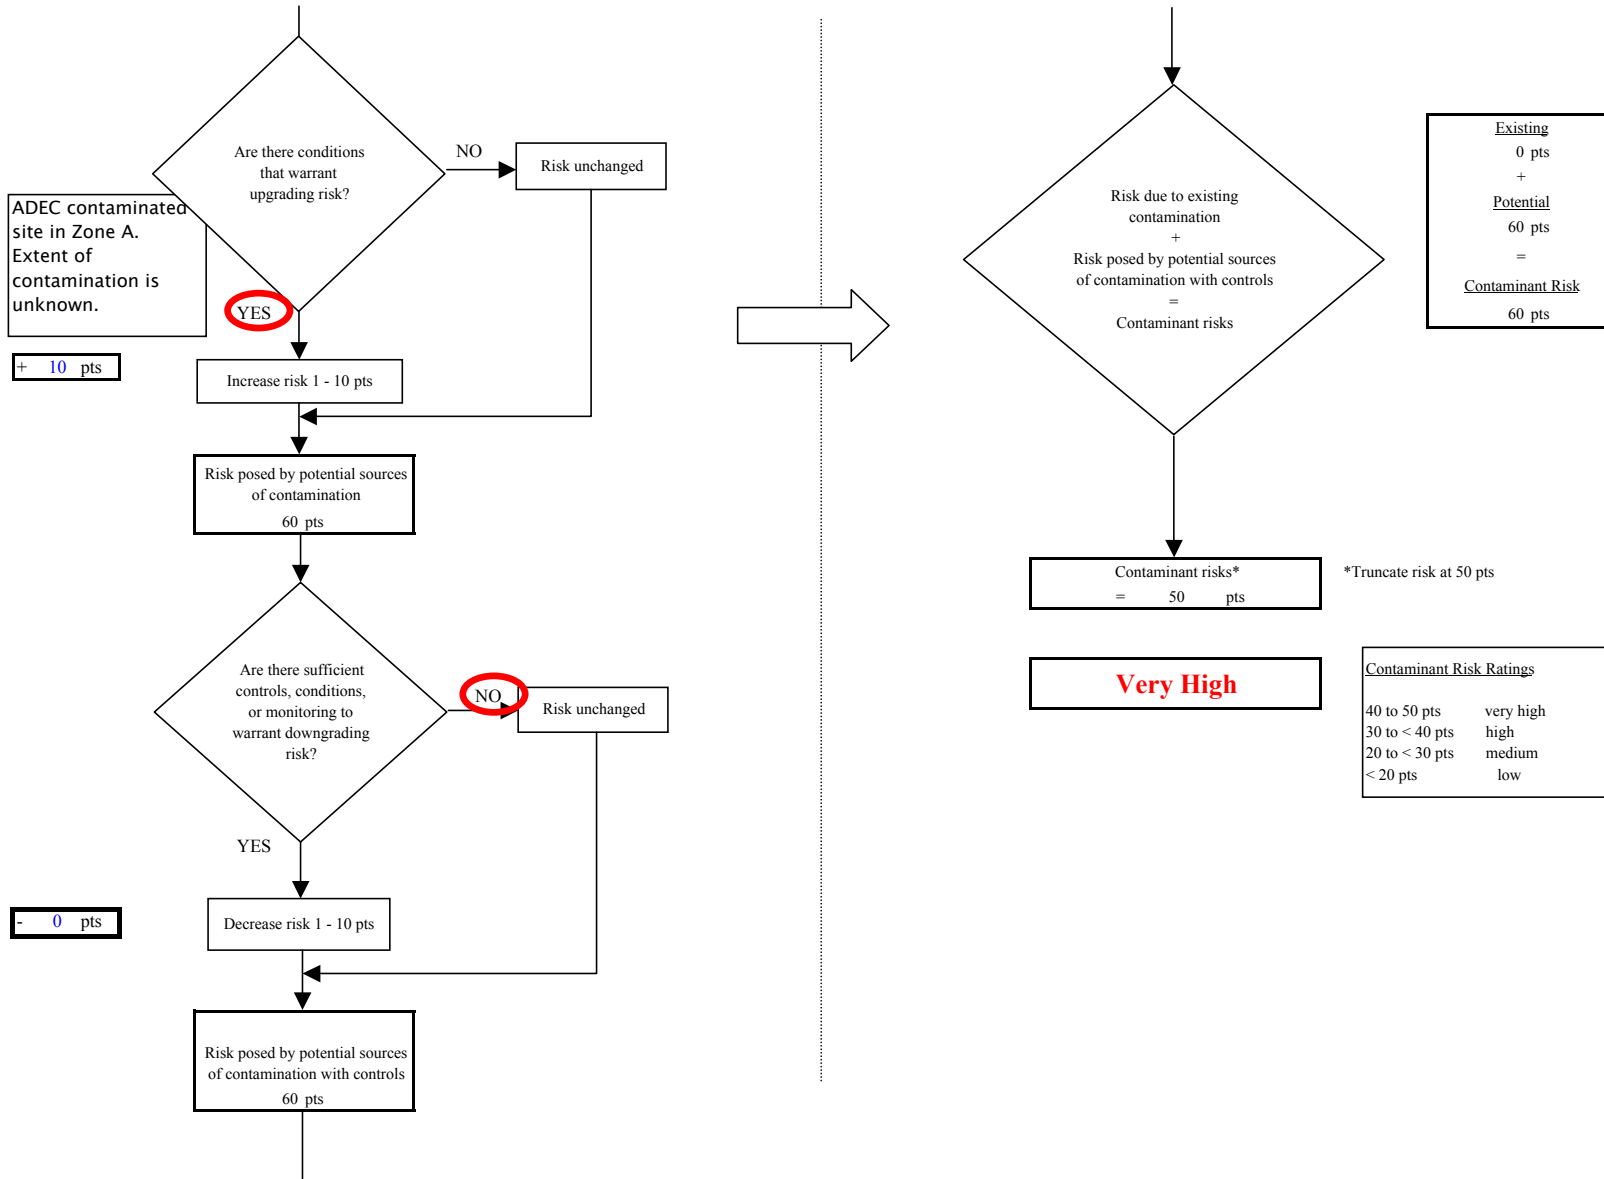 Are there conditions
that warrant
upgrading risk?
NO
Risk unchanged
ADEC contaminated
site in Zone A.
Extent of
contamination is
unknown.
YES
+ 10 pts
Increase risk 1 - 10 pts
Risk posed by potential sources
of contamination
60 pts
Are there sufficient
controls, conditions,
or monitoring to
warrant downgrading
risk?
NO
Risk unchanged
YES
- 0 pts
Decrease risk 1 - 10 pts
Risk posed by potential sources
of contamination with controls
60 pts
Risk due to existing
contamination
+
Risk posed by potential sources
of contamination with controls
=
Contaminant risks
Existing
0 pts
+
Potential
60 pts
=
Contaminant Risk
60 pts
Contaminant risks*
= 50 pts
*Truncate risk at 50 pts
Very High
Contaminant Risk Ratings
40 to 50 pts very high
30 to < 40 pts high
20 to < 30 pts medium
< 20 pts low